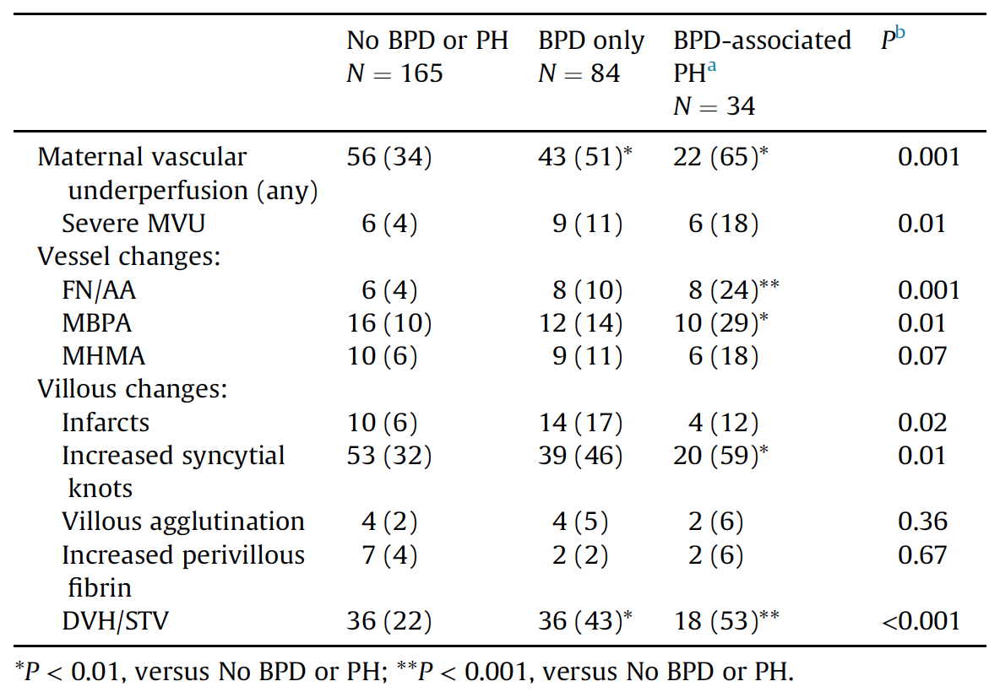 No BPD or PH BPD only BPD-associated Pb
N = 165 N = 84 PHa
N = 34
Maternal vascular 56 (34) 43 (51)* 22 (65)* 0.001
underperfusion (any)
Severe MVU 6 (4) 9 (11) 6 (18) 0.01
Vessel changes:
FN/AA 6 (4) 8 (10) 8 (24)** 0.001
MBPA 16 (10) 12 (14) 10 (29)* 0.01
MHMA 10 (6) 9 (11) 6 (18) 0.07
Villous changes:
Infarcts 10 (6) 14 (17) 4 (12) 0.02
Increased syncytial 53 (32) 39 (46) 20 (59)* 0.01
knots
Villous agglutination 4 (2) 4 (5) 2 (6) 0.36
Increased perivillous 7 (4) 2 (2) 2 (6) 0.67
fibrin
DVH/STV 36 (22) 36 (43)* 18 (53)** <0.001
*P < 0.01, versus No BPD or PH; **P < 0.001, versus No BPD or PH.